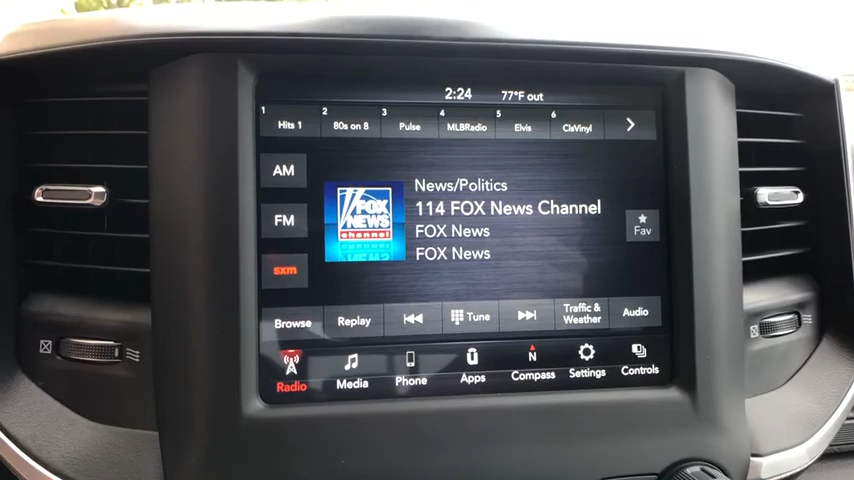 2:24 77°F out
1 Hits 1 2 80s on 8 3 Pulse 4 MLBRadio 5 Elvis 6 ClsVinyl
AM
FM
sxm
FOX
NEWS
channel
News/Politics
114 FOX News Channel
FOX News
FOX News
Fav
Browse Replay Tune Traffic & Weather Audio
N
Radio Media Phone Apps Compass Settings Controls